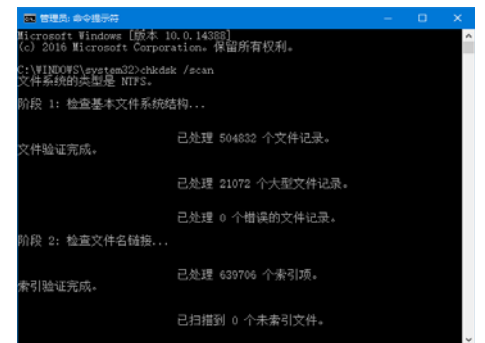 管理员: 命令提示符
Microsoft Windows [版本 10.0.14388]
(c) 2016 Microsoft Corporation。保留所有权利。
C:\WINDOWS\system32>chkdsk /scan
文件系统的类型是 NTFS。
阶段 1: 检查基本文件系统结构...
已处理 504832 个文件记录。
文件验证完成。
已处理 21072 个大型文件记录。
已处理 0 个错误的文件记录。
阶段 2: 检查文件名链接...
已处理 639706 个索引项。
索引验证完成。
已扫描到 0 个未索引文件。